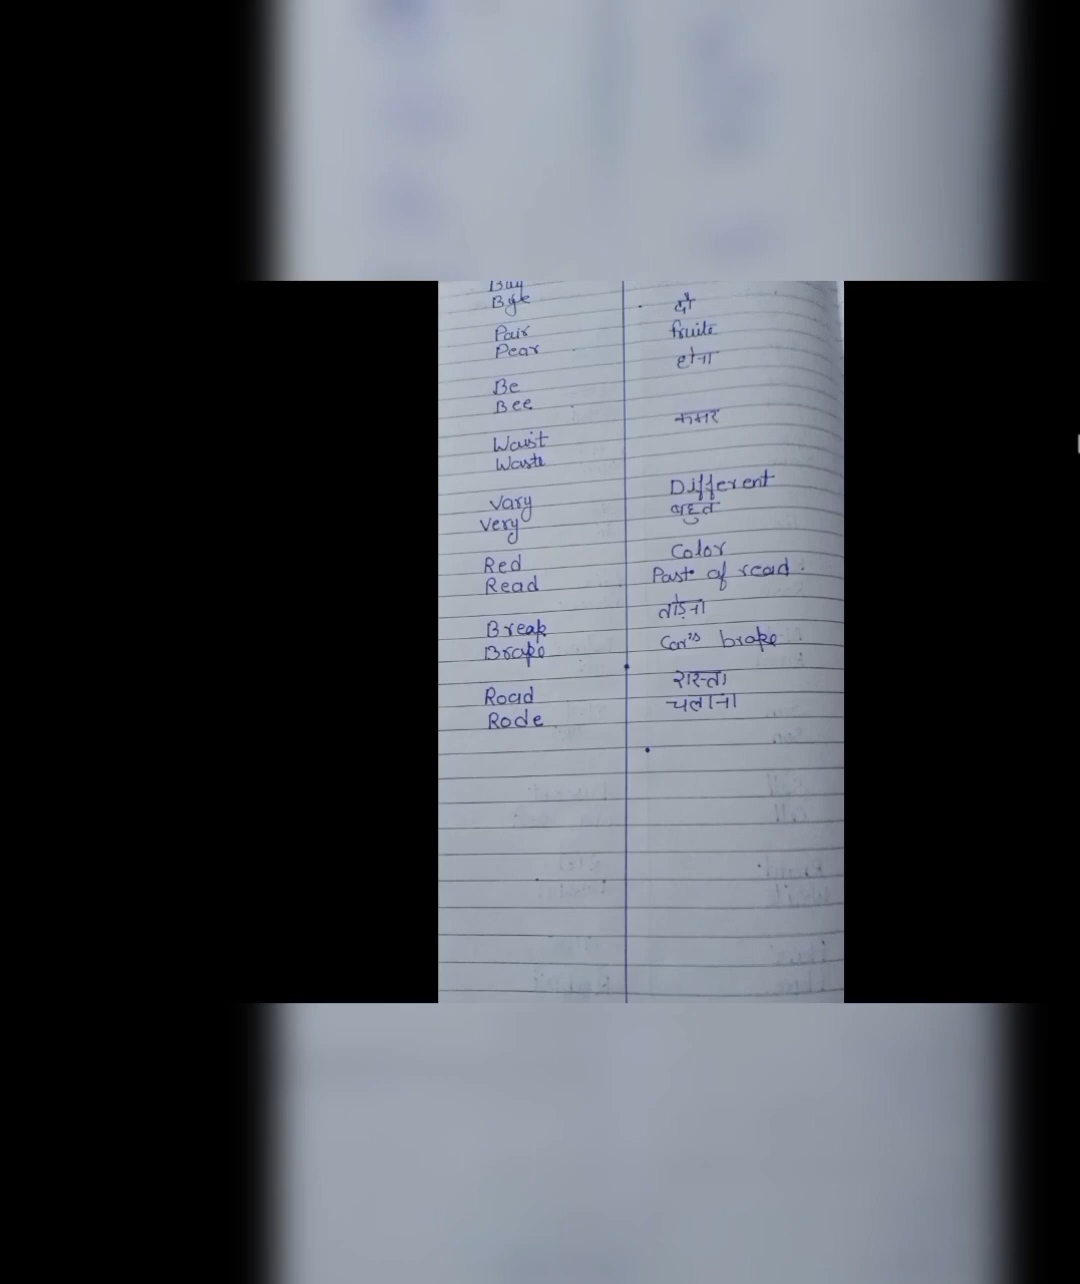 Buy
Bye
Pair दो
Pear fruite
Be होना
Bee
Waist कमर
Waste
Vary Different
Very बहुत
Red Color
Read Past of read.
Break तोड़ना
Brake Car's brake
Road रास्ता
Rode चलाना